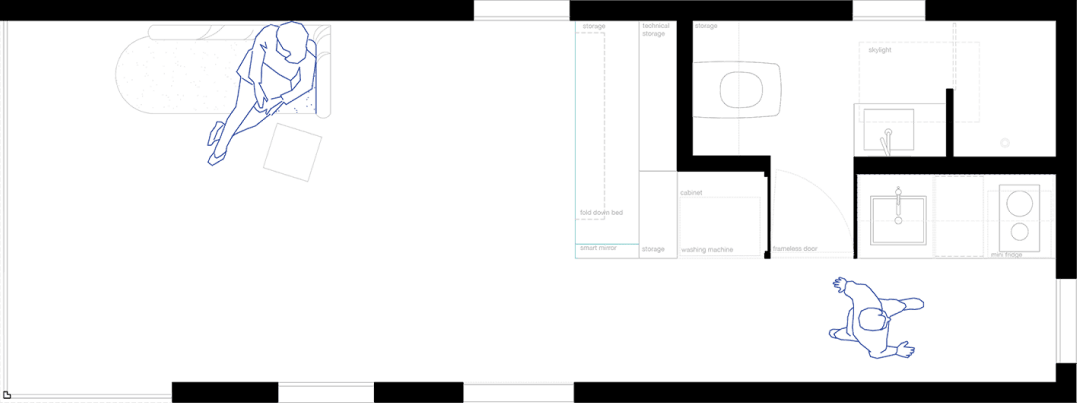 storage
technical
storage
storage
skylight
fold down bed
cabinet
smart mirror
storage
washing machine
frameless door
mini fridge